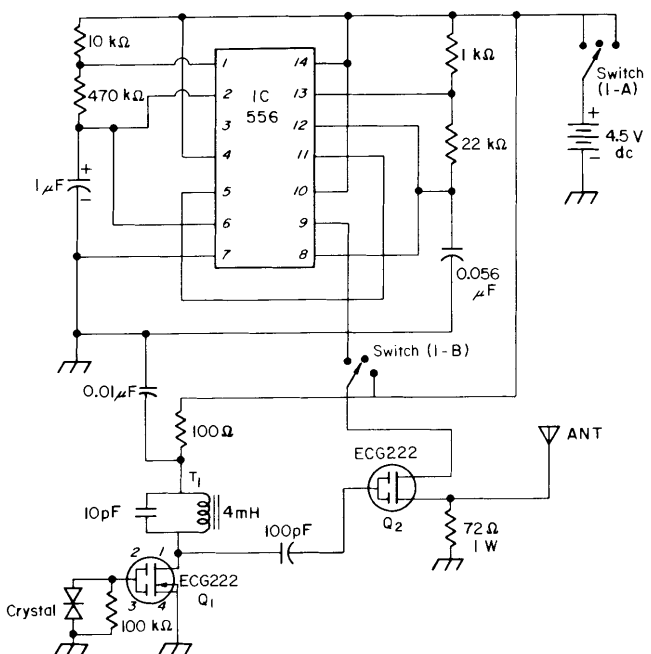 10 kΩ
470 kΩ
1 μF
+
−
1
2
3
4
5
6
7
IC
556
14
13
12
11
10
9
8
1 kΩ
22 kΩ
0.056
μF
Switch
(1-A)
+
4.5 V
−
dc
Switch (1-B)
0.01 μF
100Ω
T1
10pF
4mH
100pF
ECG222
Q2
ANT
72Ω
1 W
2
1
3
4
ECG222
Q1
Crystal
100 kΩ